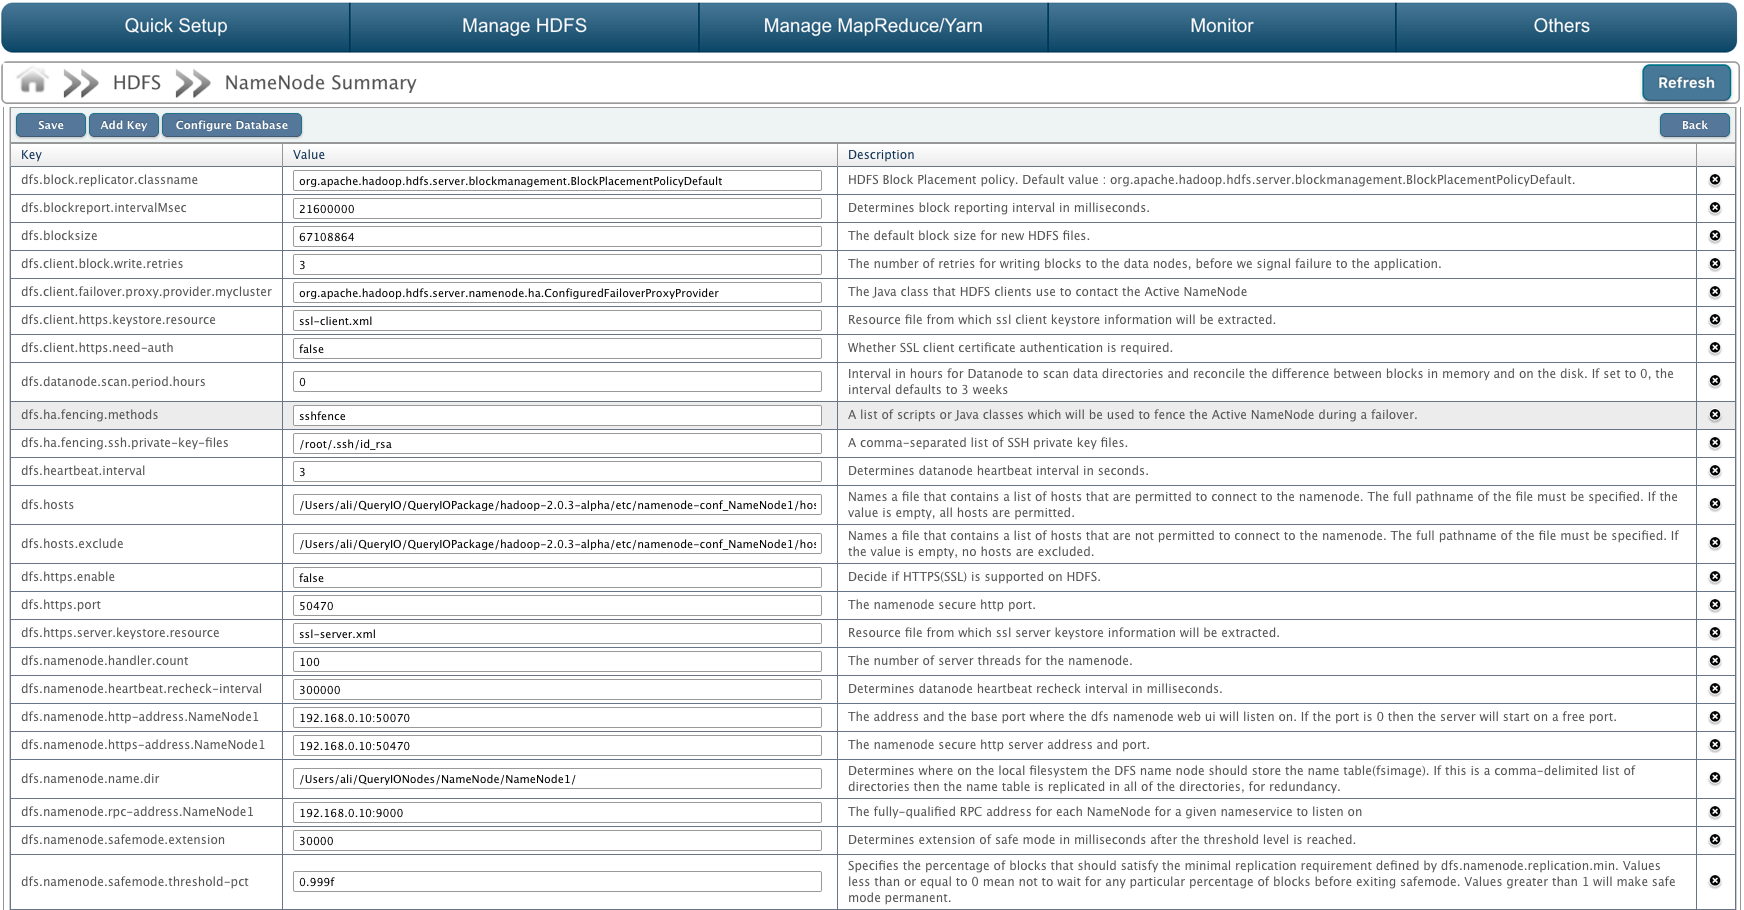 Quick Setup Manage HDFS Manage MapReduce/Yarn Monitor Others
HDFS NameNode Summary Refresh
Save Add Key Configure Database Back
Key Value Description
dfs.block.replicator.classname org.apache.hadoop.hdfs.server.blockmanagement.BlockPlacementPolicyDefault HDFS Block Placement policy. Default value : org.apache.hadoop.hdfs.server.blockmanagement.BlockPlacementPolicyDefault.
dfs.blockreport.intervalMsec 21600000 Determines block reporting interval in milliseconds.
dfs.blocksize 67108864 The default block size for new HDFS files.
dfs.client.block.write.retries 3 The number of retries for writing blocks to the data nodes, before we signal failure to the application.
dfs.client.failover.proxy.provider.mycluster org.apache.hadoop.hdfs.server.namenode.ha.ConfiguredFailoverProxyProvider The Java class that HDFS clients use to contact the Active NameNode
dfs.client.https.keystore.resource ssl-client.xml Resource file from which ssl client keystore information will be extracted.
dfs.client.https.need-auth false Whether SSL client certificate authentication is required.
dfs.datanode.scan.period.hours 0 Interval in hours for Datanode to scan data directories and reconcile the difference between blocks in memory and on the disk. If set to 0, the
interval defaults to 3 weeks
dfs.ha.fencing.methods sshfence A list of scripts or Java classes which will be used to fence the Active NameNode during a failover.
dfs.ha.fencing.ssh.private-key-files /root/.ssh/id_rsa A comma-separated list of SSH private key files.
dfs.heartbeat.interval 3 Determines datanode heartbeat interval in seconds.
dfs.hosts /Users/ali/QueryIO/QueryIOPackage/hadoop-2.0.3-alpha/etc/namenode-conf_NameNode1/hos Names a file that contains a list of hosts that are permitted to connect to the namenode. The full pathname of the file must be specified. If the
value is empty, all hosts are permitted.
dfs.hosts.exclude /Users/ali/QueryIO/QueryIOPackage/hadoop-2.0.3-alpha/etc/namenode-conf_NameNode1/hos Names a file that contains a list of hosts that are not permitted to connect to the namenode. The full pathname of the file must be specified. If
the value is empty, no hosts are excluded.
dfs.https.enable false Decide if HTTPS(SSL) is supported on HDFS.
dfs.https.port 50470 The namenode secure http port.
dfs.https.server.keystore.resource ssl-server.xml Resource file from which ssl server keystore information will be extracted.
dfs.namenode.handler.count 100 The number of server threads for the namenode.
dfs.namenode.heartbeat.recheck-interval 300000 Determines datanode heartbeat recheck interval in milliseconds.
dfs.namenode.http-address.NameNode1 192.168.0.10:50070 The address and the base port where the dfs namenode web ui will listen on. If the port is 0 then the server will start on a free port.
dfs.namenode.https-address.NameNode1 192.168.0.10:50470 The namenode secure http server address and port.
dfs.namenode.name.dir /Users/ali/QueryIONodes/NameNode/NameNode1/ Determines where on the local filesystem the DFS name node should store the name table(fsimage). If this is a comma-delimited list of
directories then the name table is replicated in all of the directories, for redundancy.
dfs.namenode.rpc-address.NameNode1 192.168.0.10:9000 The fully-qualified RPC address for each NameNode for a given nameservice to listen on
dfs.namenode.safemode.extension 30000 Determines extension of safe mode in milliseconds after the threshold level is reached.
dfs.namenode.safemode.threshold-pct 0.999f Specifies the percentage of blocks that should satisfy the minimal replication requirement defined by dfs.namenode.replication.min. Values
less than or equal to 0 mean not to wait for any particular percentage of blocks before exiting safemode. Values greater than 1 will make safe
mode permanent.